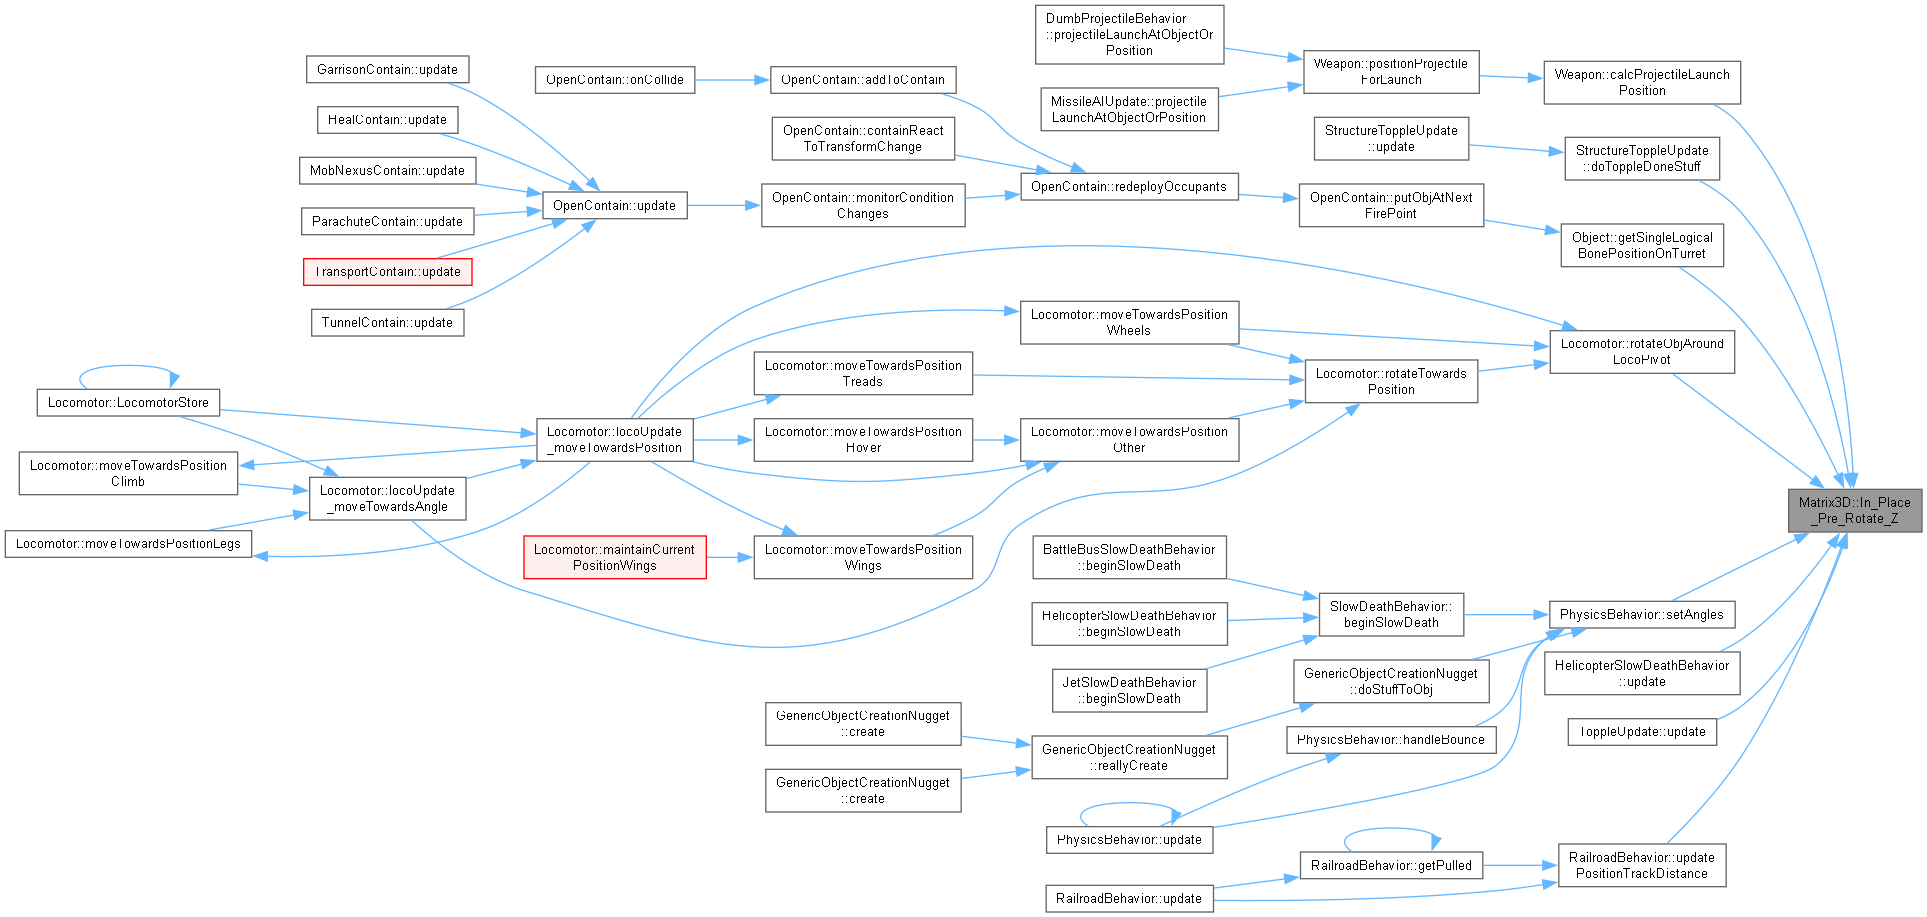 DumbProjectileBehavior
::projectileLaunchAtObjectOr
Position
GarrisonContain::update
OpenContain::onCollide
OpenContain::addToContain
Weapon::positionProjectile
ForLaunch
Weapon::calcProjectileLaunch
Position
HealContain::update
MissileAIUpdate::projectile
LaunchAtObjectOrPosition
OpenContain::containReact
ToTransformChange
StructureToppleUpdate
::update
StructureToppleUpdate
::doToppleDoneStuff
MobNexusContain::update
OpenContain::update
OpenContain::monitorCondition
Changes
OpenContain::redeployOccupants
OpenContain::putObjAtNext
FirePoint
ParachuteContain::update
Object::getSingleLogical
BonePositionOnTurret
TransportContain::update
TunnelContain::update
Locomotor::moveTowardsPosition
Wheels
Locomotor::rotateObjAround
LocoPivot
Locomotor::moveTowardsPosition
Treads
Locomotor::rotateTowards
Position
Locomotor::LocomotorStore
Locomotor::locoUpdate
_moveTowardsPosition
Locomotor::moveTowardsPosition
Hover
Locomotor::moveTowardsPosition
Other
Locomotor::moveTowardsPosition
Climb
Locomotor::locoUpdate
_moveTowardsAngle
Matrix3D::In_Place
_Pre_Rotate_Z
Locomotor::moveTowardsPositionLegs
Locomotor::maintainCurrent
PositionWings
Locomotor::moveTowardsPosition
Wings
BattleBusSlowDeathBehavior
::beginSlowDeath
HelicopterSlowDeathBehavior
::beginSlowDeath
SlowDeathBehavior::
beginSlowDeath
PhysicsBehavior::setAngles
JetSlowDeathBehavior
::beginSlowDeath
GenericObjectCreationNugget
::doStuffToObj
HelicopterSlowDeathBehavior
::update
GenericObjectCreationNugget
::create
GenericObjectCreationNugget
::reallyCreate
PhysicsBehavior::handleBounce
ToppleUpdate::update
GenericObjectCreationNugget
::create
PhysicsBehavior::update
RailroadBehavior::getPulled
RailroadBehavior::update
PositionTrackDistance
RailroadBehavior::update